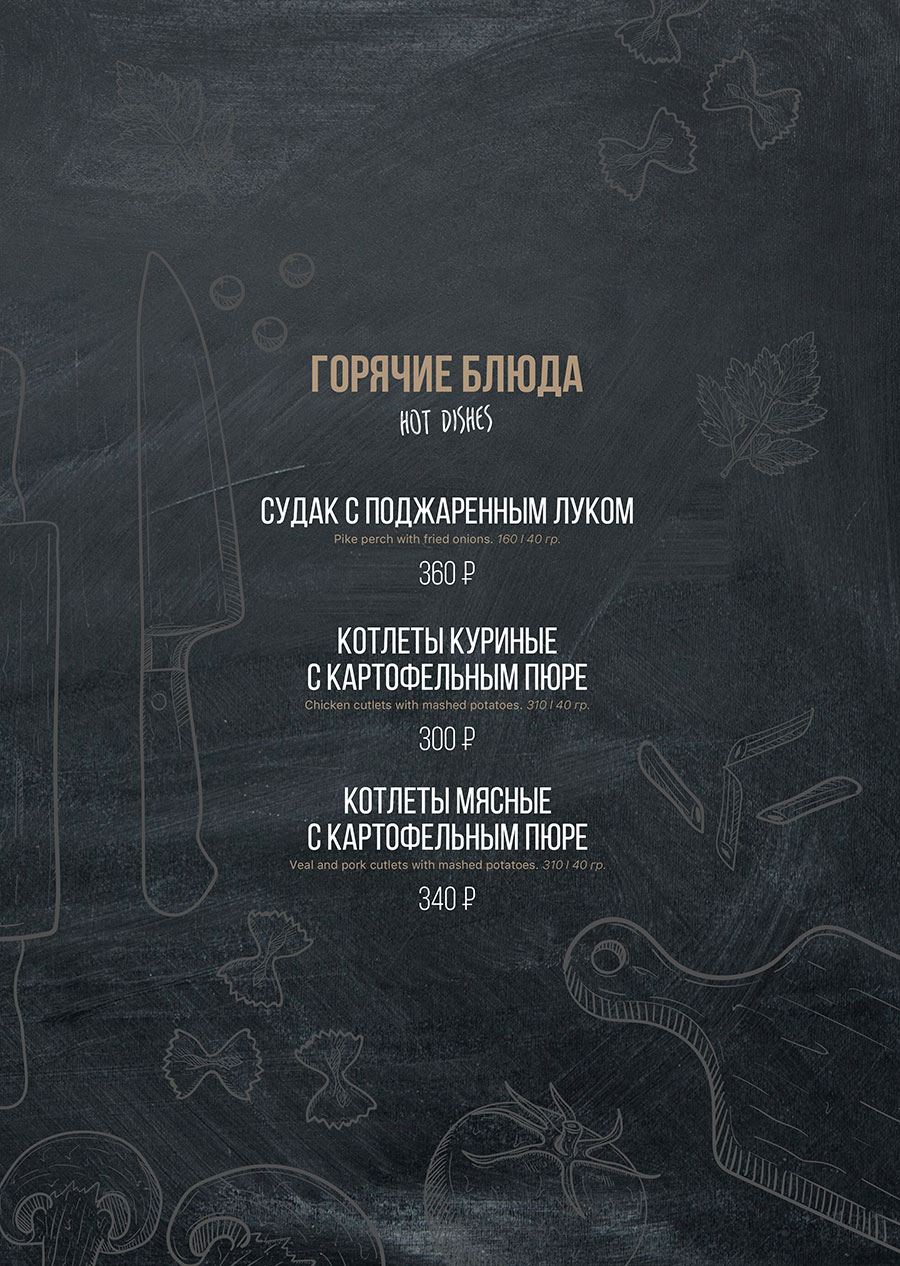 ГОРЯЧИЕ БЛЮДА
HOT DISHES
СУДАК С ПОДЖАРЕННЫМ ЛУКОМ
Pike perch with fried onions. 160 | 40 гр.
360 ₽
КОТЛЕТЫ КУРИНЫЕ
С КАРТОФЕЛЬНЫМ ПЮРЕ
Chicken cutlets with mashed potatoes. 310 | 40 гр.
300 ₽
КОТЛЕТЫ МЯСНЫЕ
С КАРТОФЕЛЬНЫМ ПЮРЕ
Veal and pork cutlets with mashed potatoes. 310 | 40 гр.
340 ₽